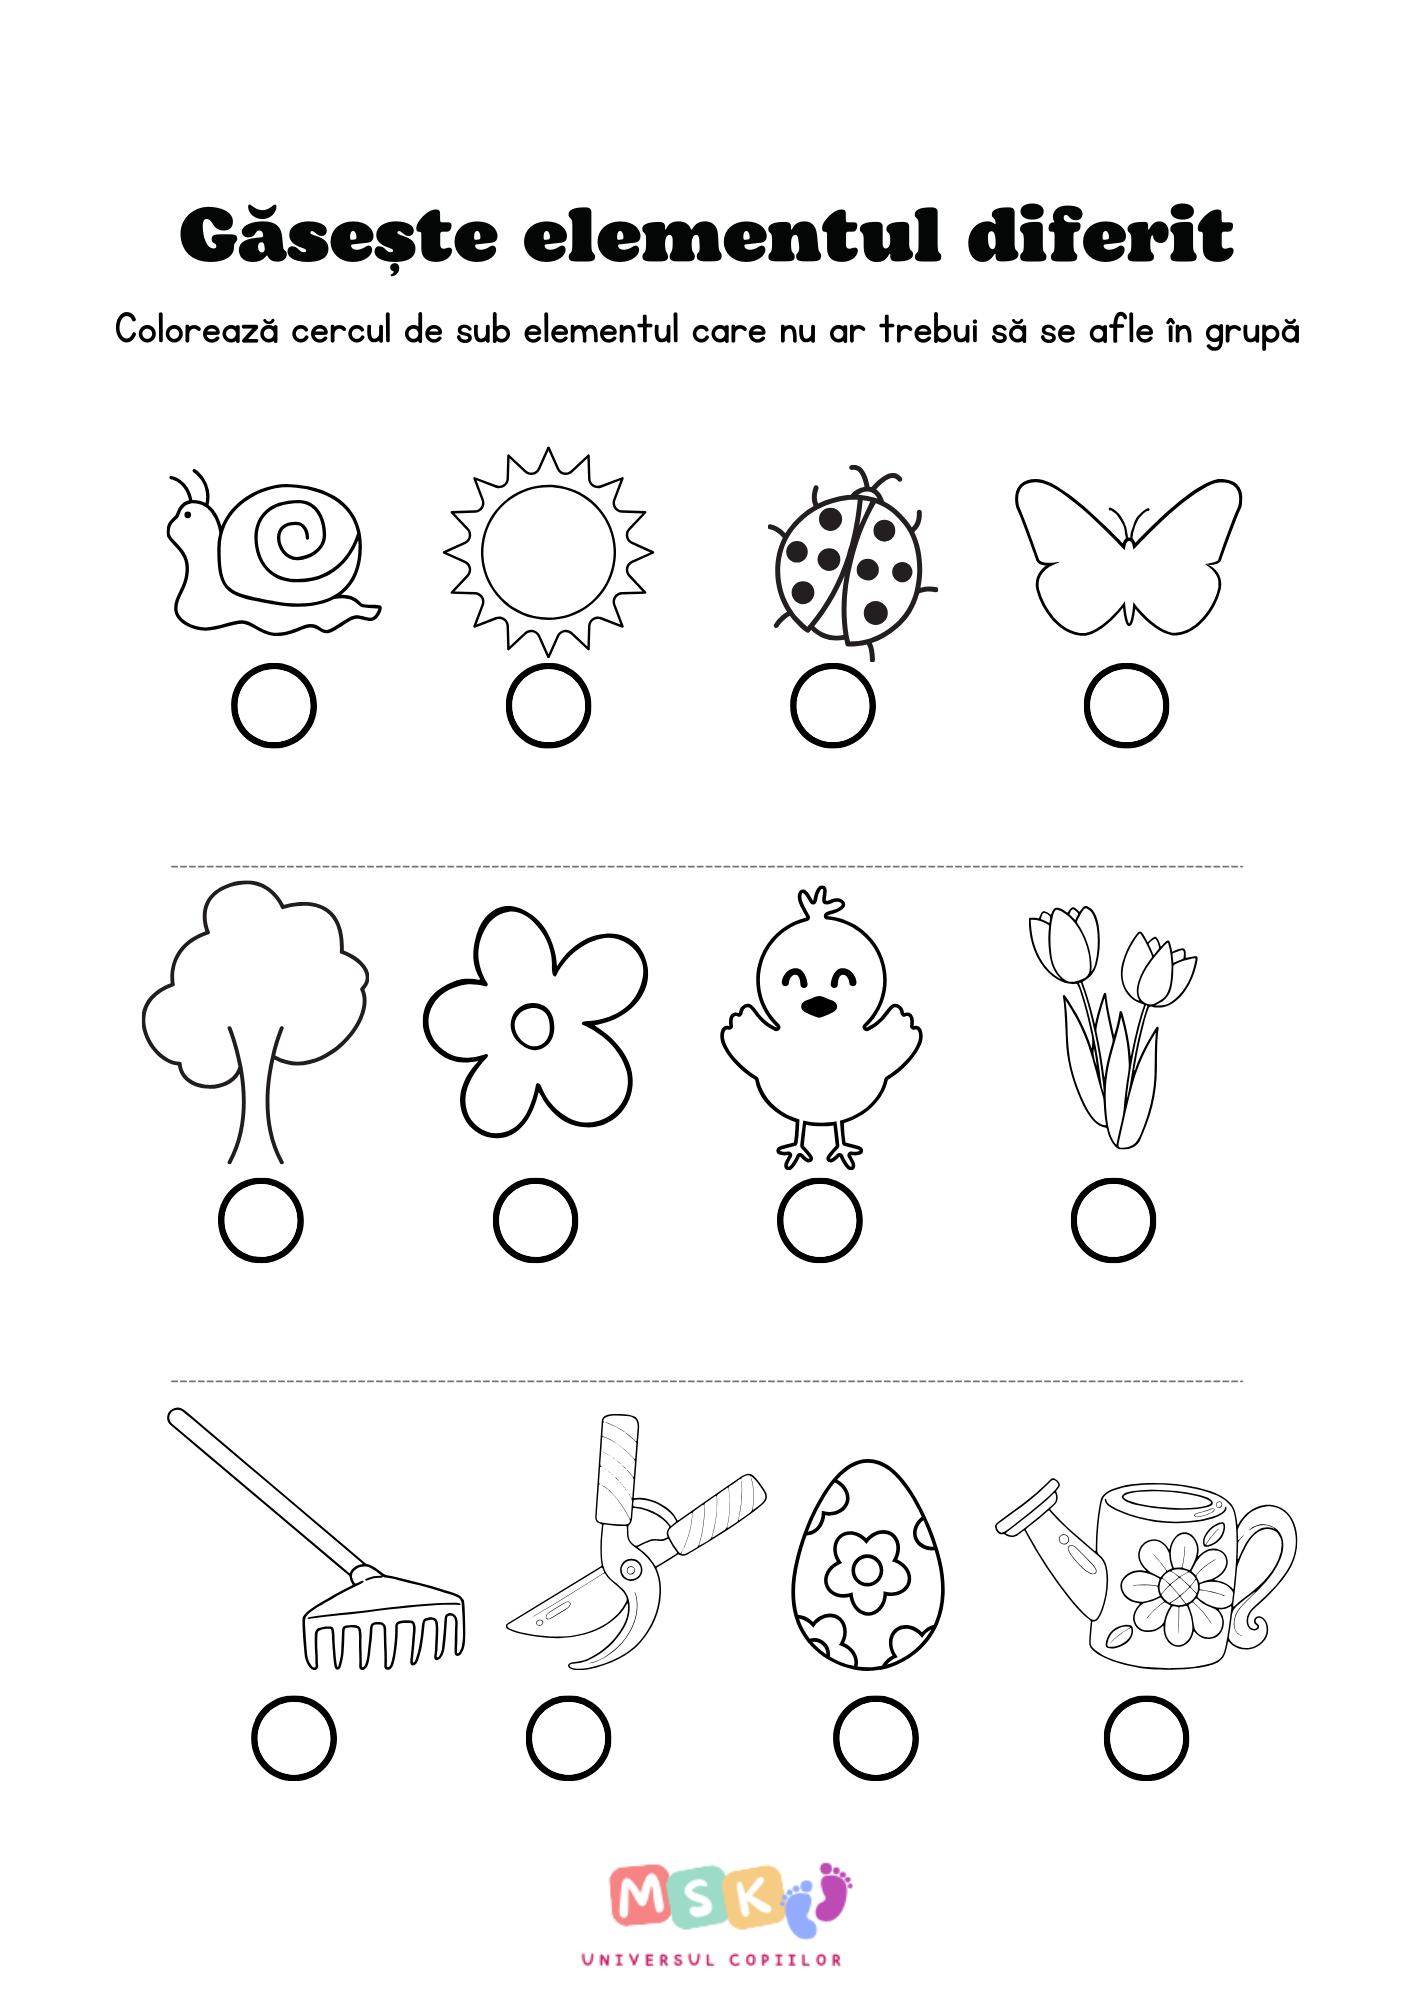 Găsește elementul diferit
Colorează cercul de sub elementul care nu ar trebui să se afle în grupă
MSK
UNIVERSUL COPIILOR